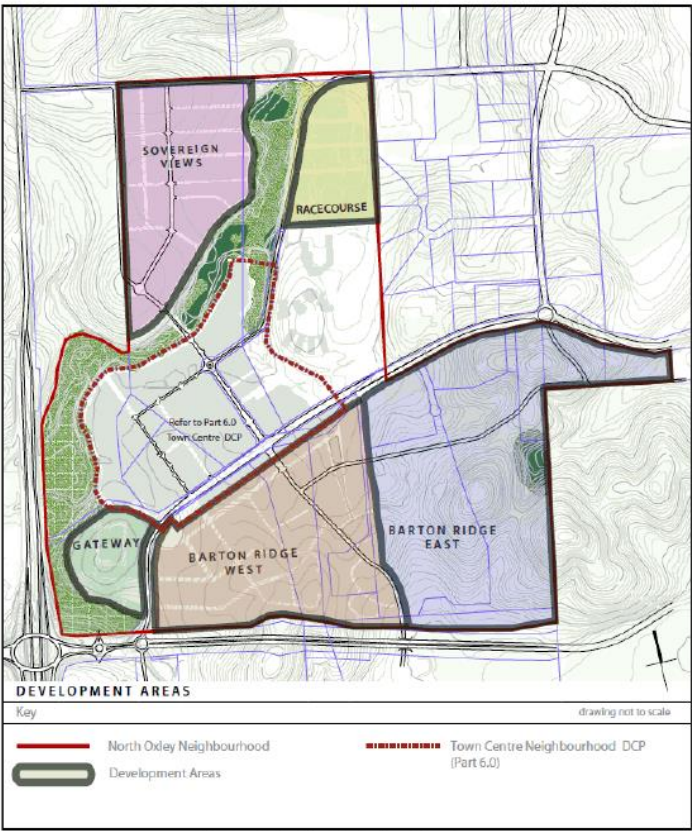 SOVEREIGN
VIEWS
RACECOURSE
Refer to Part 6.0
Town Centre DCP
GATEWAY
BARTON RIDGE
WEST
BARTON RIDGE
EAST
DEVELOPMENT AREAS
Key
drawing not to scale
North Oxley Neighbourhood
Town Centre Neighbourhood DCP
(Part 6.0)
Development Areas